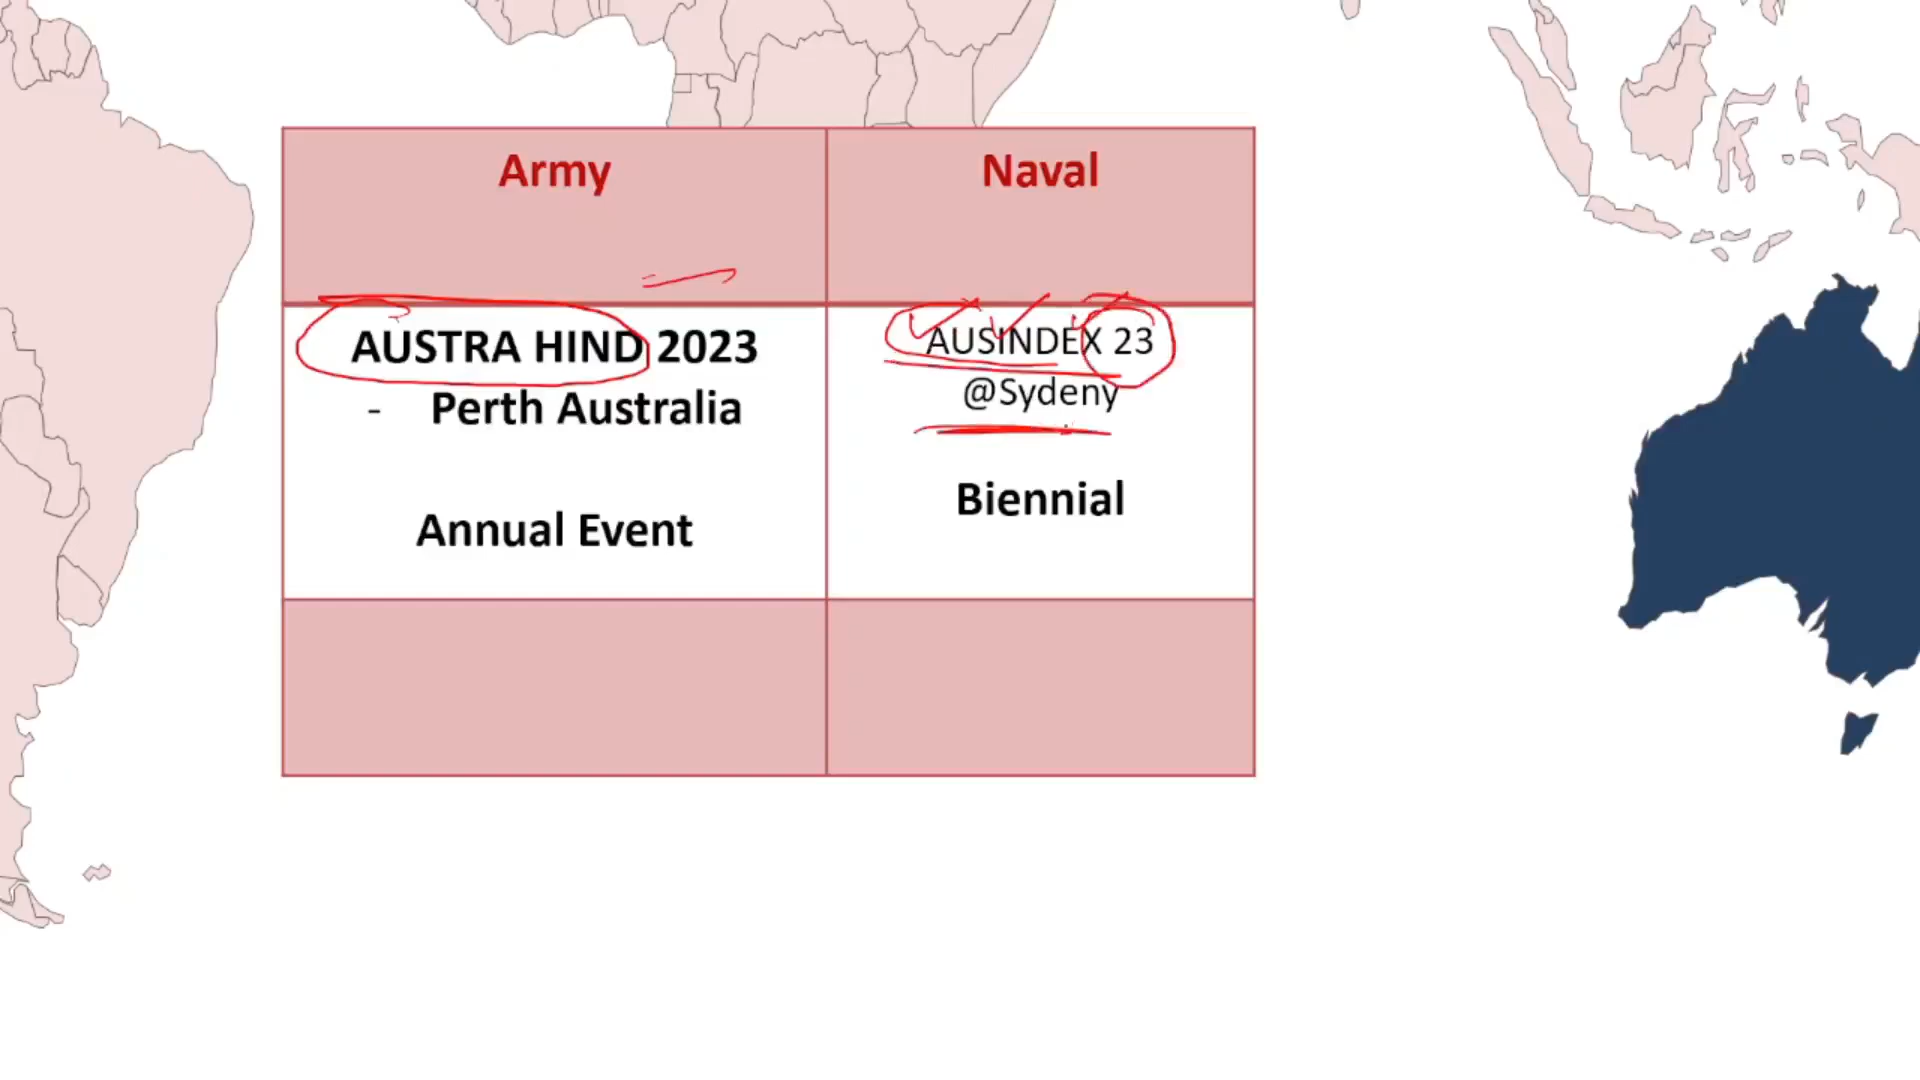 Army
Naval
AUSTRA HIND 2023
- Perth Australia
Annual Event
AUSINDEX 23
@Sydeny
Biennial